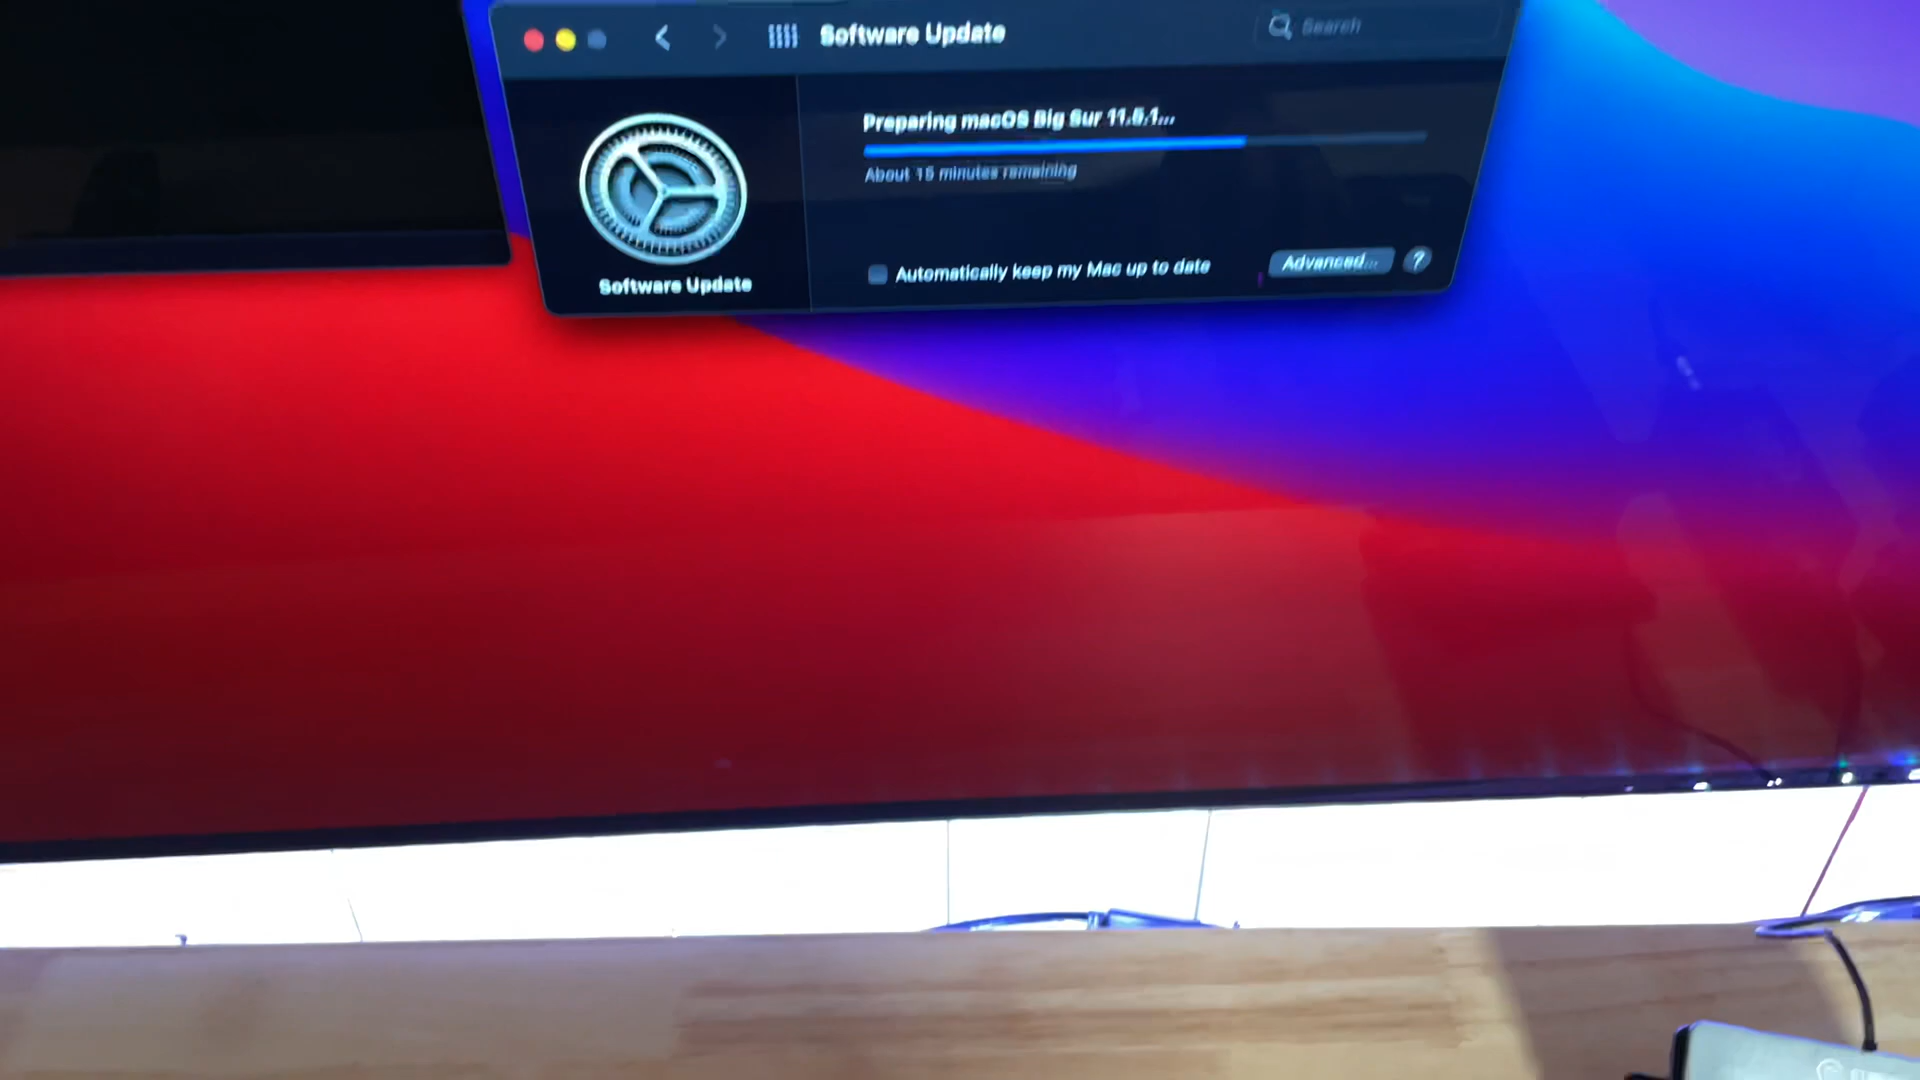 Software Update
Search
Preparing macOS Big Sur 11.5.1...
About 15 minutes remaining
Automatically keep my Mac up to date
Advanced...
?
Software Update